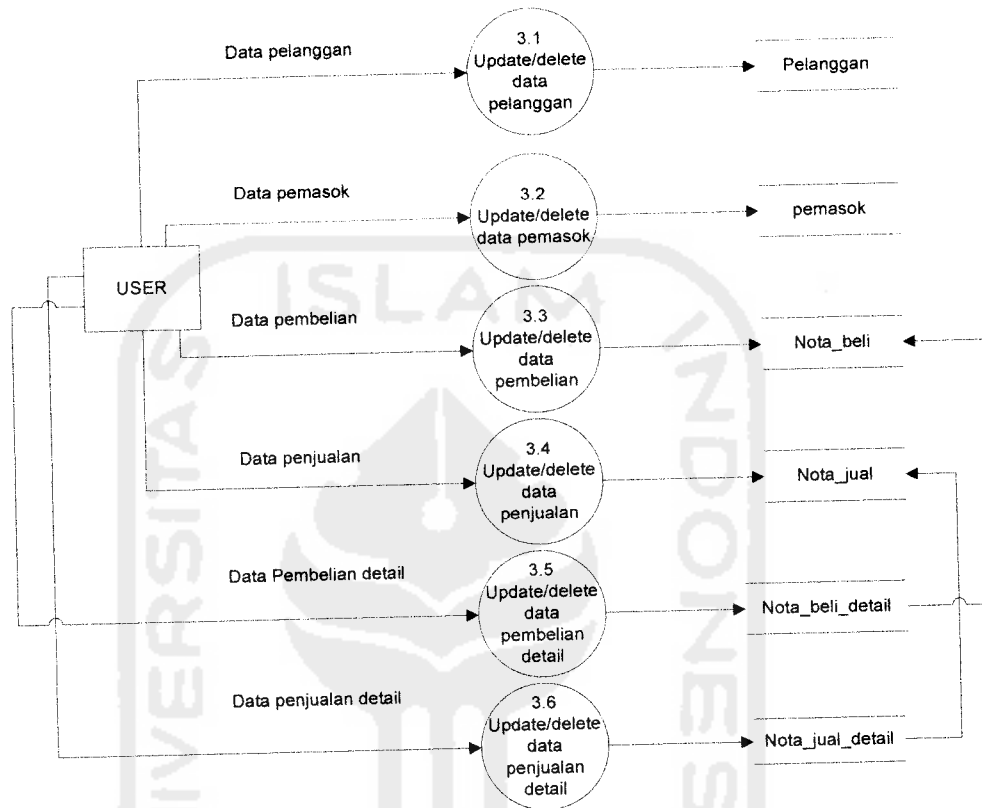 Data pelanggan
3.1
Update/delete
data
pelanggan
Pelanggan
Data pemasok
3.2
Update/delete
data pemasok
pemasok
USER
Data pembelian
3.3
Update/delete
data
pembelian
Nota_beli
Data penjualan
3.4
Update/delete
data
penjualan
Nota_jual
Data Pembelian detail
3.5
Update/delete
data
pembelian
detail
Nota_beli_detail
Data penjualan detail
3.6
Update/delete
data
penjualan
detail
Nota_jual_detail
ISLAM
IVERSITAS
INDONES